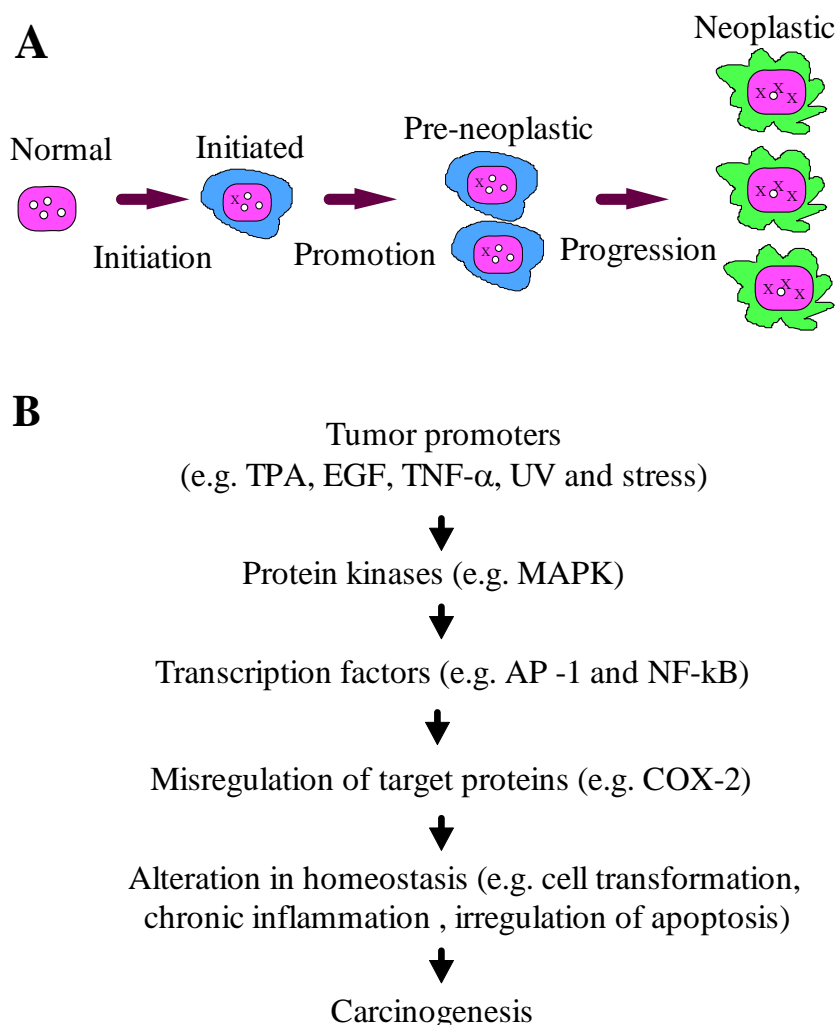 A
Neoplastic
Normal
Initiated
Pre-neoplastic
Initiation
Promotion
Progression
x
x
x
x x x
x x x
x x x
B
Tumor promoters
(e.g. TPA, EGF, TNF-α, UV and stress)
Protein kinases (e.g. MAPK)
Transcription factors (e.g. AP -1 and NF-kB)
Misregulation of target proteins (e.g. COX-2)
Alteration in homeostasis (e.g. cell transformation,
chronic inflammation , irregulation of apoptosis)
Carcinogenesis